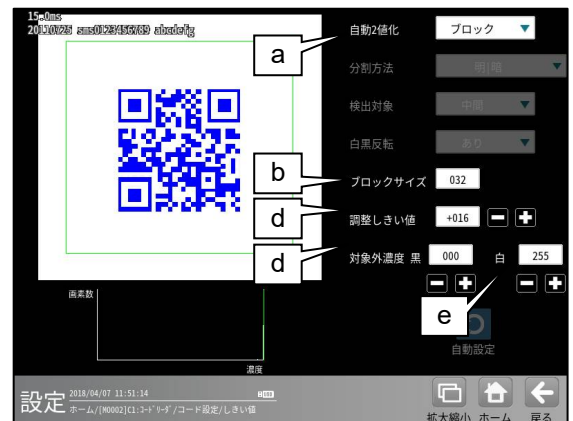 15.0ms
20110725 sms0123456789 abcdefg
a
自動2値化 ブロック ▼
分割方法 明|暗 ▼
検出対象 中間 ▼
白黒反転 あり ▼
b
ブロックサイズ 032
d
調整しきい値 +016
d
対象外濃度 黒 000 白 255
e
自動設定
画素数
濃度
設定
2018/04/07 11:51:14
ホーム/[M0002]C1:コードリーダ/コード設定/しきい値
拡大縮小 ホーム 戻る